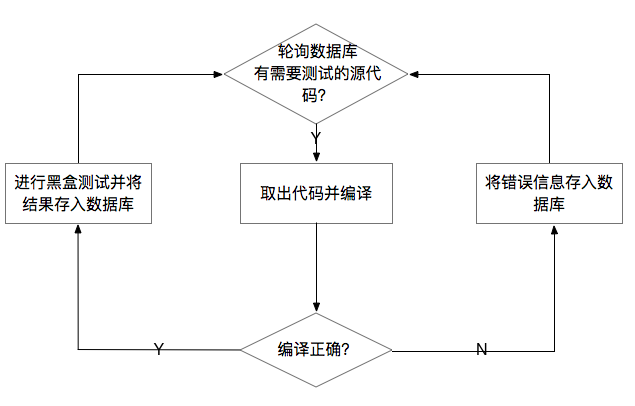 轮询数据库
有需要测试的源代
码?
Y
进行黑盒测试并将
结果存入数据库
取出代码并编译
将错误信息存入数
据库
Y
编译正确?
N